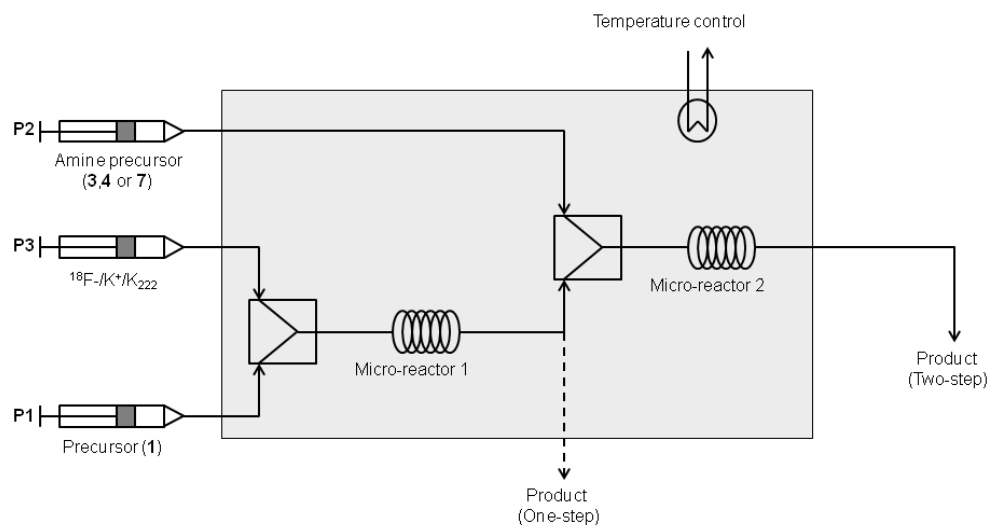 Temperature control
P2
Amine precursor
(3,4 or 7)
P3
¹⁸F-/K⁺/K₂₂₂
Micro-reactor 2
Micro-reactor 1
Product
(Two-step)
P1
Precursor (1)
Product
(One-step)